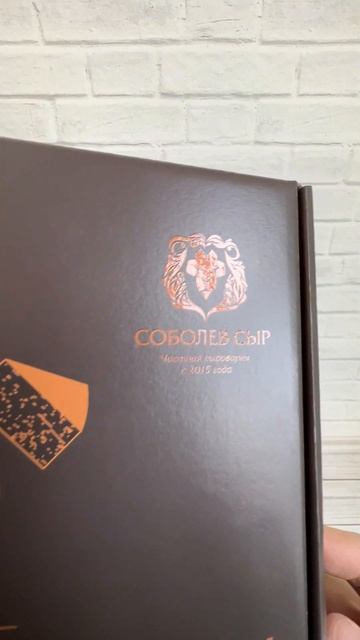 СОБОЛЕВ СЫР
Частная сыроварня
с 2015 года